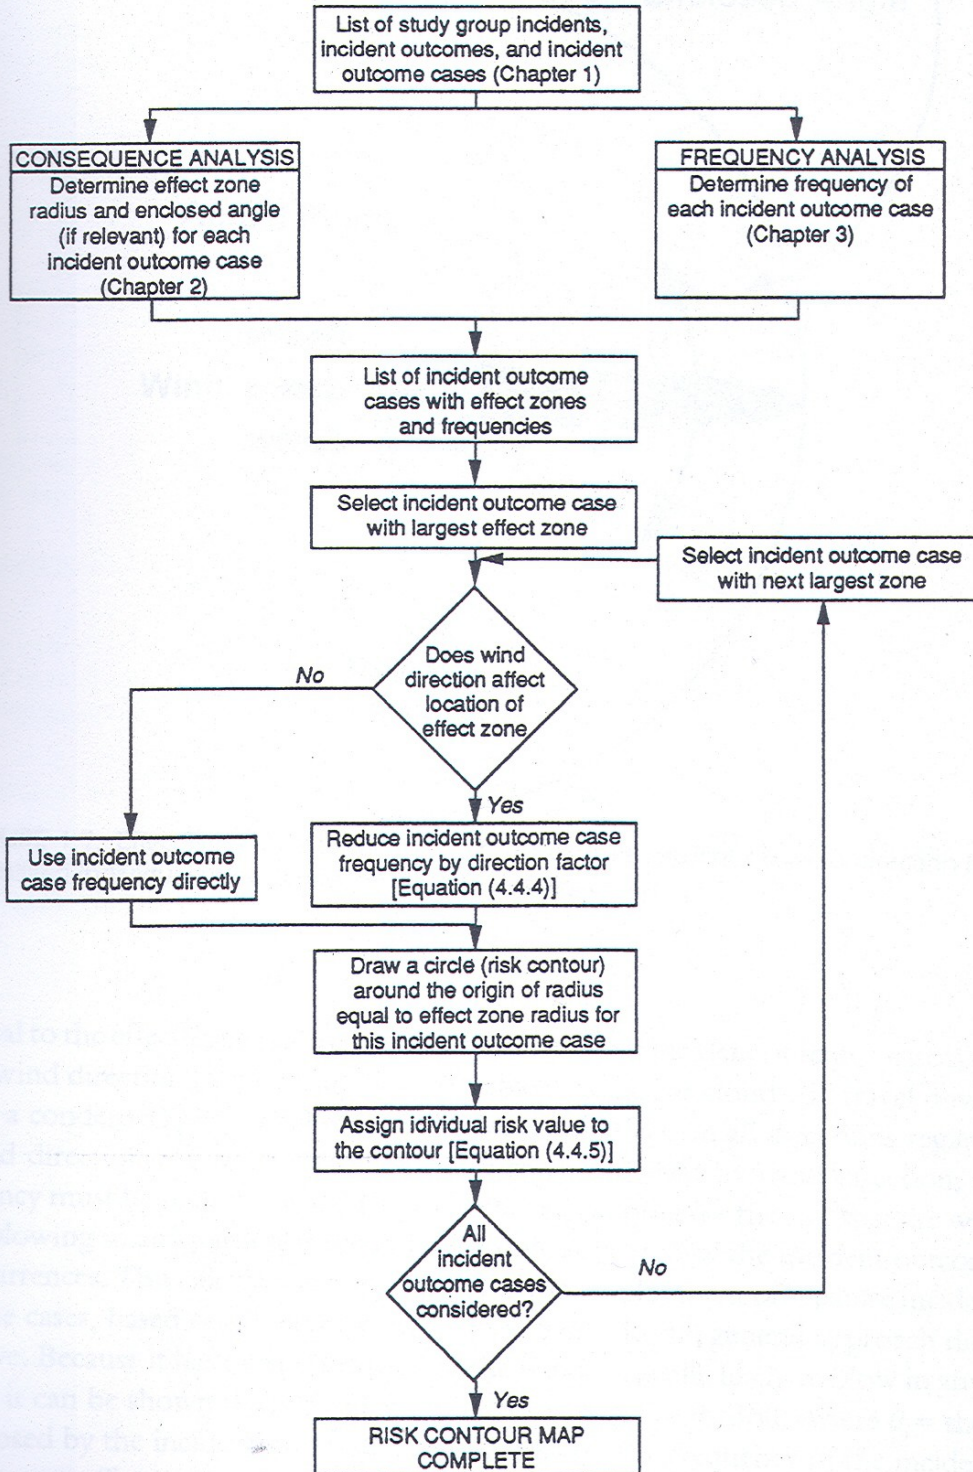 List of study group incidents,
incident outcomes, and incident
outcome cases (Chapter 1)
CONSEQUENCE ANALYSIS
Determine effect zone
radius and enclosed angle
(if relevant) for each
incident outcome case
(Chapter 2)
FREQUENCY ANALYSIS
Determine frequency of
each incident outcome case
(Chapter 3)
List of incident outcome
cases with effect zones
and frequencies
Select incident outcome case
with largest effect zone
Select incident outcome case
with next largest zone
Does wind
direction affect
location of
effect zone
No
Yes
Use incident outcome
case frequency directly
Reduce incident outcome case
frequency by direction factor
[Equation (4.4.4)]
Draw a circle (risk contour)
around the origin of radius
equal to effect zone radius for
this incident outcome case
Assign idividual risk value to
the contour [Equation (4.4.5)]
All
incident
outcome cases
considered?
No
Yes
RISK CONTOUR MAP
COMPLETE